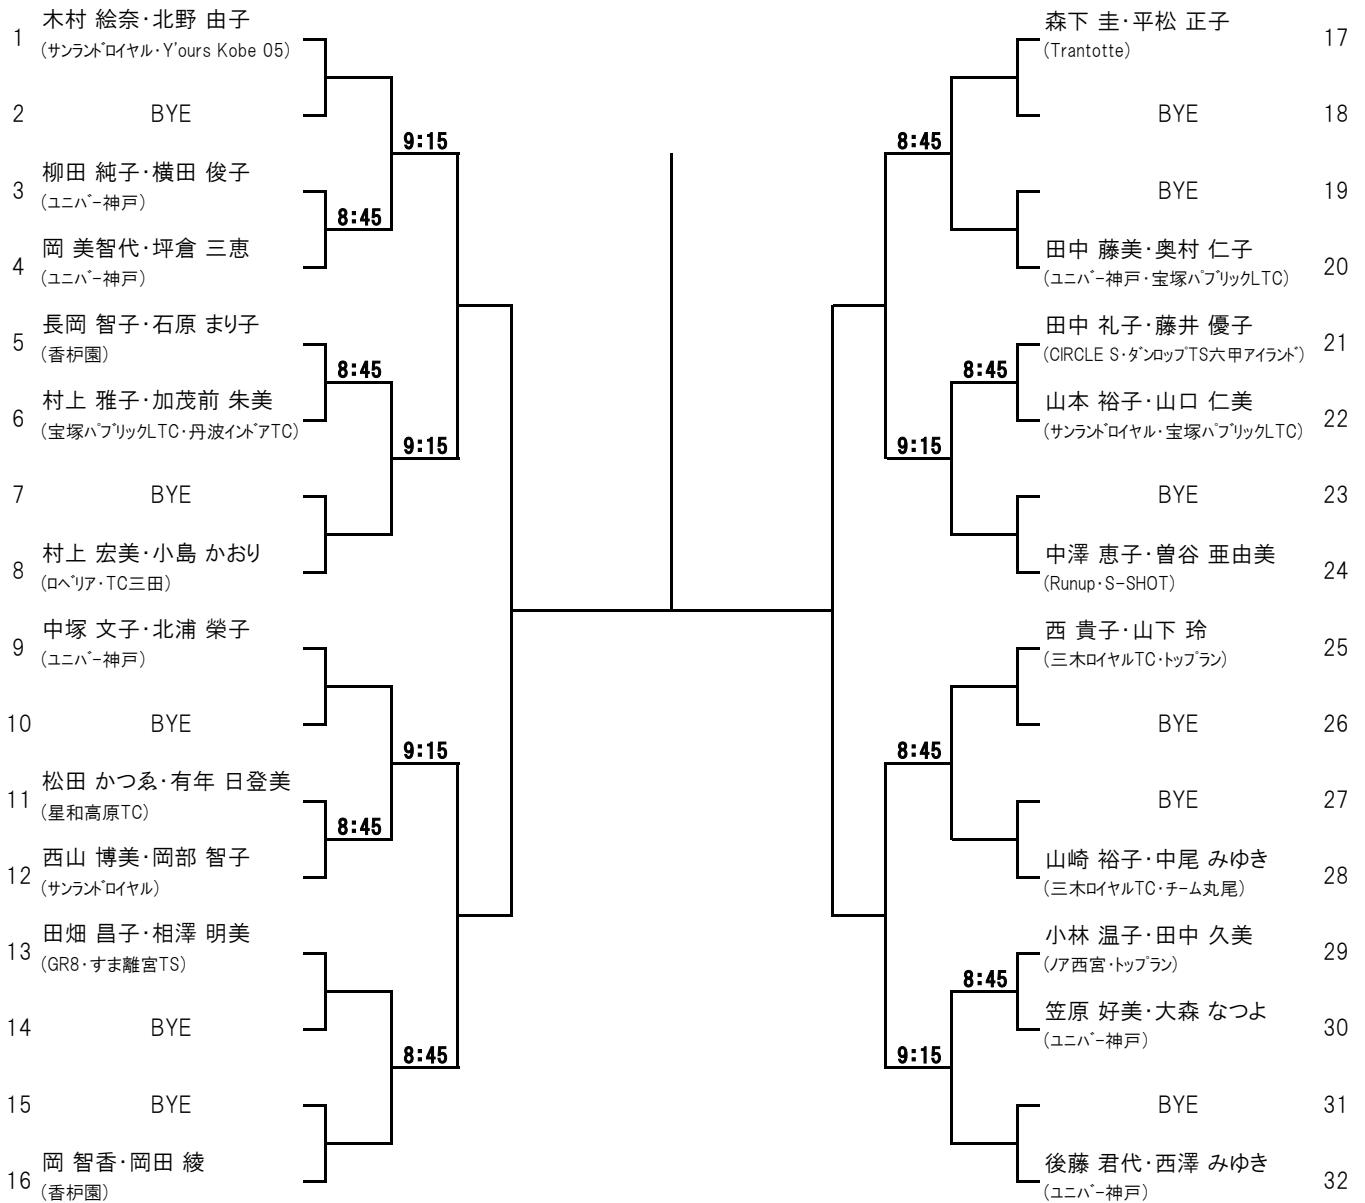 1
木村 絵奈・北野 由子
(サンランドロイヤル・Y'ours Kobe 05)
2
BYE
9:15
3
柳田 純子・横田 俊子
(ユニバー神戸)
8:45
4
岡 美智代・坪倉 三恵
(ユニバー神戸)
5
長岡 智子・石原 まり子
(香枦園)
8:45
6
村上 雅子・加茂前 朱美
(宝塚パブリックLTC・丹波インドアTC)
9:15
7
BYE
8
村上 宏美・小島 かおり
(ロベリア・TC三田)
9
中塚 文子・北浦 榮子
(ユニバー神戸)
10
BYE
9:15
11
松田 かつゑ・有年 日登美
(星和高原TC)
8:45
12
西山 博美・岡部 智子
(サンランドロイヤル)
13
田畑 昌子・相澤 明美
(GR8・すま離宮TS)
14
BYE
8:45
15
BYE
16
岡 智香・岡田 綾
(香枦園)
森下 圭・平松 正子
(Trantotte)
17
BYE
18
8:45
BYE
19
田中 藤美・奥村 仁子
(ユニバー神戸・宝塚パブリックLTC)
20
田中 礼子・藤井 優子
(CIRCLE S・ダンロップTS六甲アイランド)
21
8:45
山本 裕子・山口 仁美
(サンランドロイヤル・宝塚パブリックLTC)
22
9:15
BYE
23
中澤 恵子・曽谷 亜由美
(Runup・S-SHOT)
24
西 貴子・山下 玲
(三木ロイヤルTC・トップラン)
25
BYE
26
8:45
BYE
27
山崎 裕子・中尾 みゆき
(三木ロイヤルTC・チーム丸尾)
28
小林 温子・田中 久美
(ノア西宮・トップラン)
29
8:45
笠原 好美・大森 なつよ
(ユニバー神戸)
30
9:15
BYE
31
後藤 君代・西澤 みゆき
(ユニバー神戸)
32